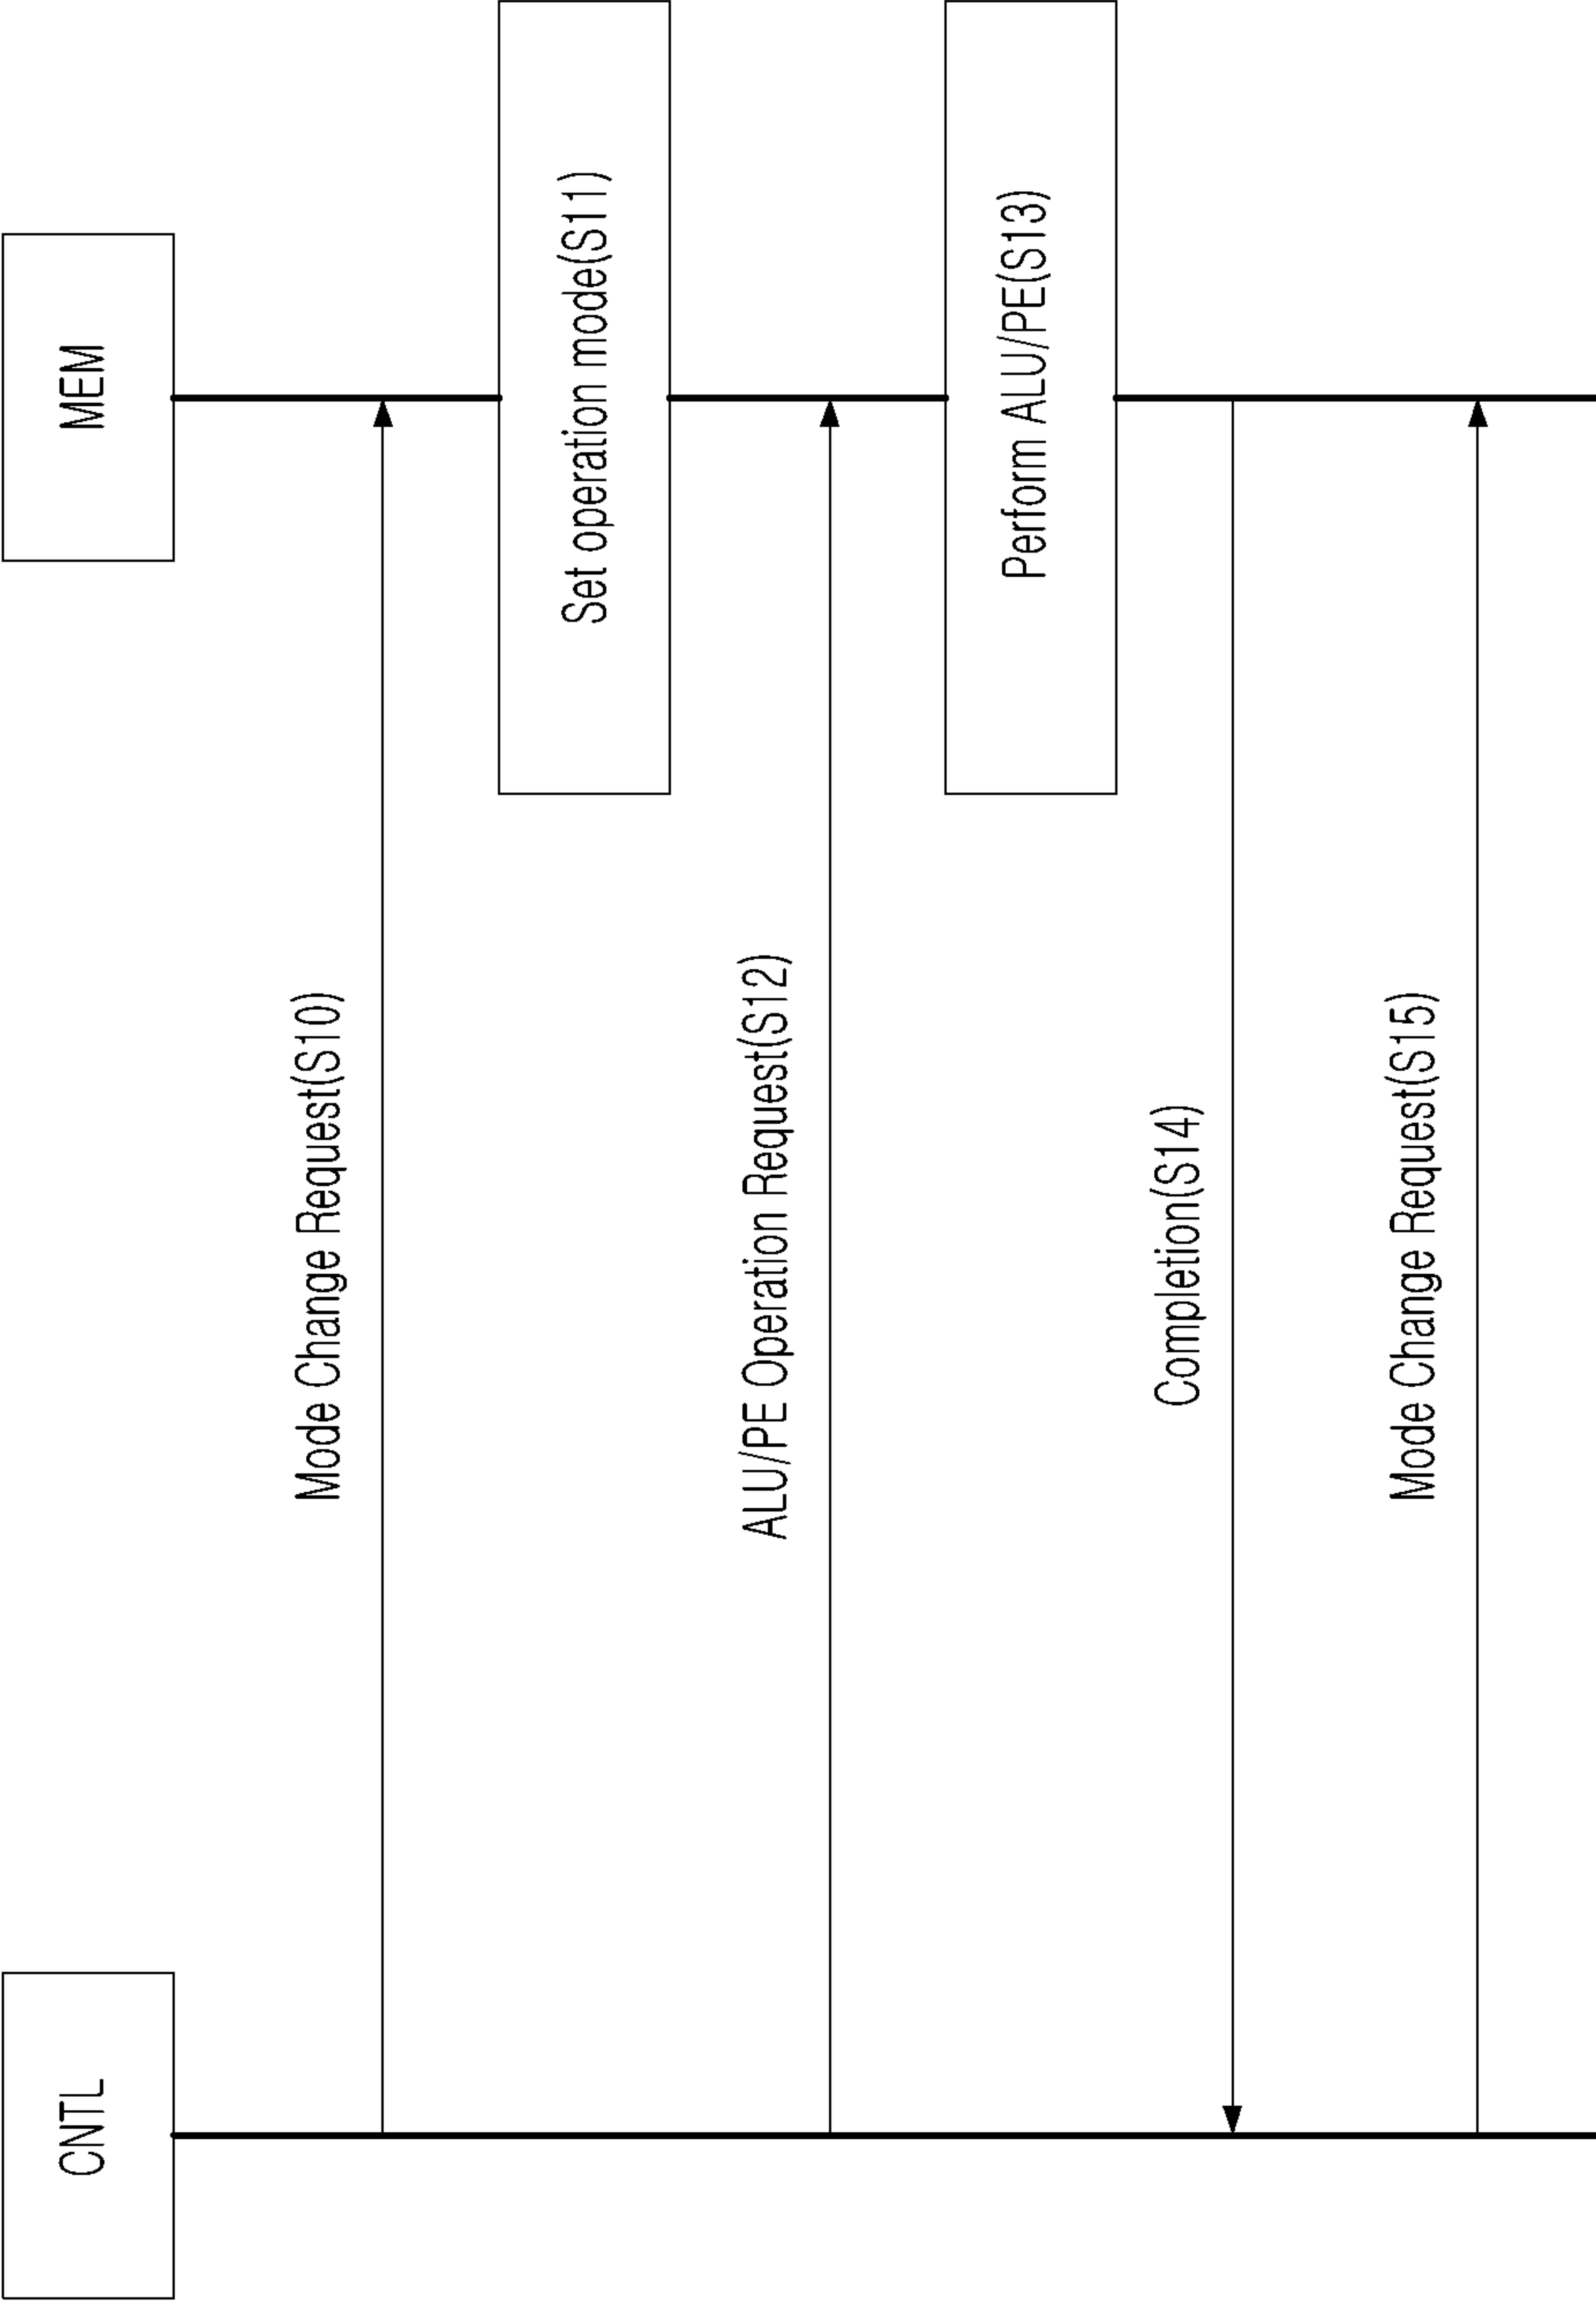 CNTL
MEM
Mode Change Request(S10)
Set operation mode(S11)
ALU/PE Operation Request(S12)
Perform ALU/PE(S13)
Completion(S14)
Mode Change Request(S15)